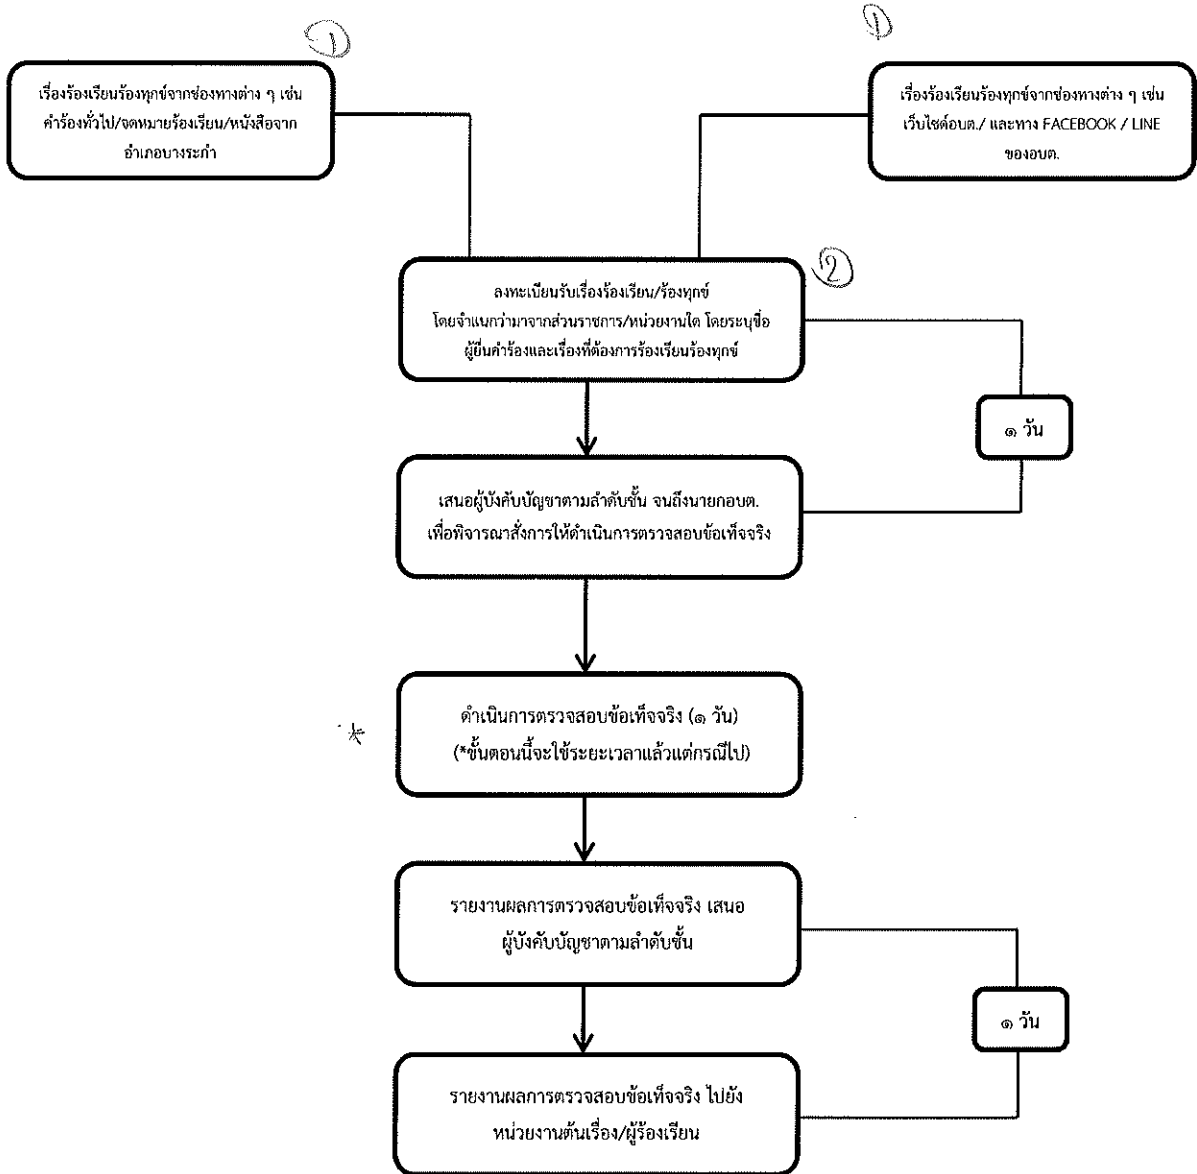 ①
เรื่องร้องเรียนร้องทุกข์จากช่องทางต่าง ๆ เช่น
คำร้องทั่วไป/จดหมายร้องเรียน/หนังสือจาก
อำเภอบางระกำ
①
เรื่องร้องเรียนร้องทุกข์จากช่องทางต่าง ๆ เช่น
เว็บไซต์อบต./ และทาง FACEBOOK / LINE
ของอบต.
②
ลงทะเบียนรับเรื่องร้องเรียน/ร้องทุกข์
โดยจำแนกว่ามาจากส่วนราชการ/หน่วยงานใด โดยระบุชื่อ
ผู้ยื่นคำร้องและเรื่องที่ต้องการร้องเรียนร้องทุกข์
๑ วัน
เสนอผู้บังคับบัญชาตามลำดับชั้น จนถึงนายกอบต.
เพื่อพิจารณาสั่งการให้ดำเนินการตรวจสอบข้อเท็จจริง
*
ดำเนินการตรวจสอบข้อเท็จจริง (๑ วัน)
(*ขั้นตอนนี้จะใช้ระยะเวลาแล้วแต่กรณีไป)
รายงานผลการตรวจสอบข้อเท็จจริง เสนอ
ผู้บังคับบัญชาตามลำดับชั้น
๑ วัน
รายงานผลการตรวจสอบข้อเท็จจริง ไปยัง
หน่วยงานต้นเรื่อง/ผู้ร้องเรียน